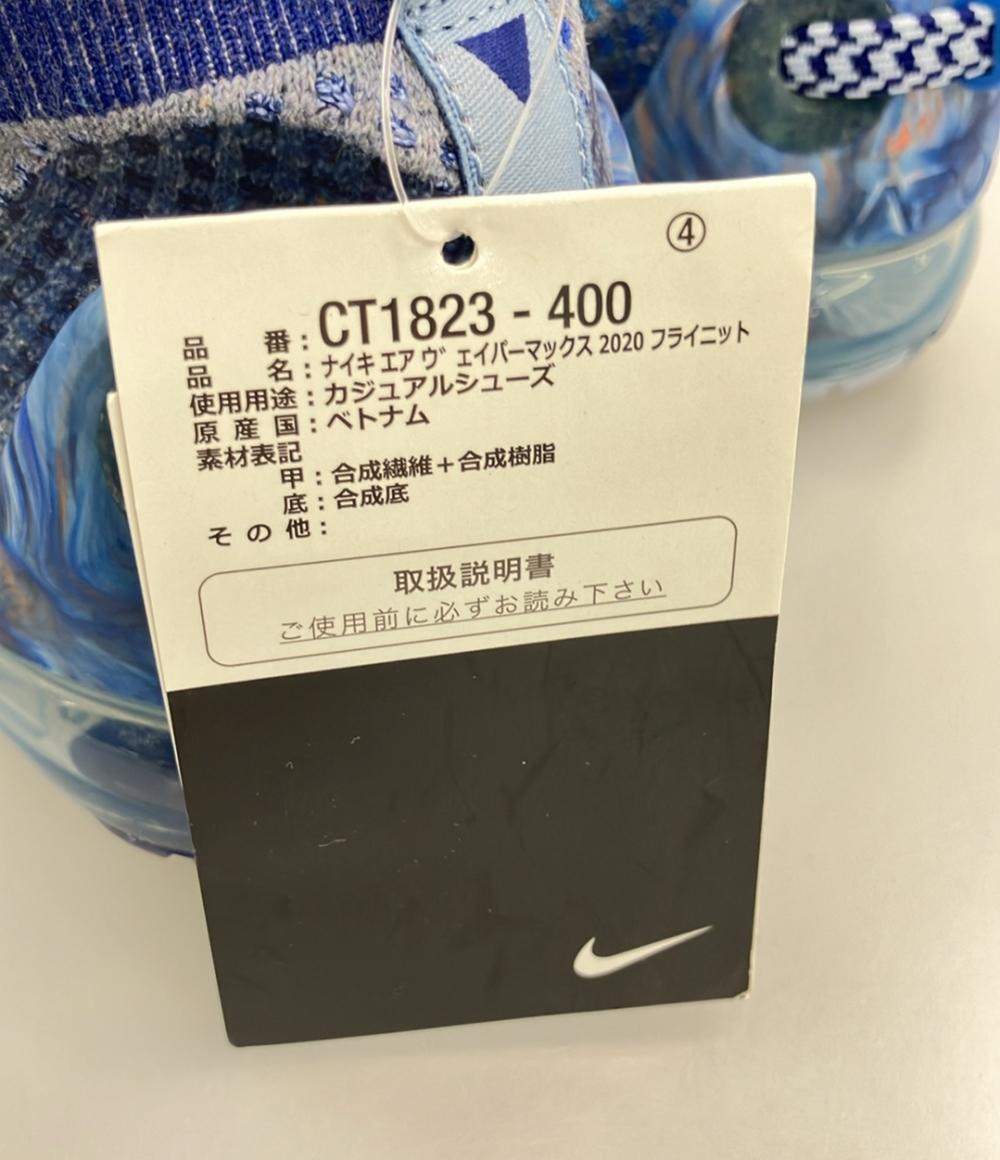 ④
品番：CT1823 - 400
品名：ナイキ エア ヴェイパーマックス 2020 フライニット
使用用途：カジュアルシューズ
原産国：ベトナム
素材表記
甲：合成繊維＋合成樹脂
底：合成底
その他：
取扱説明書
ご使用前に必ずお読み下さい